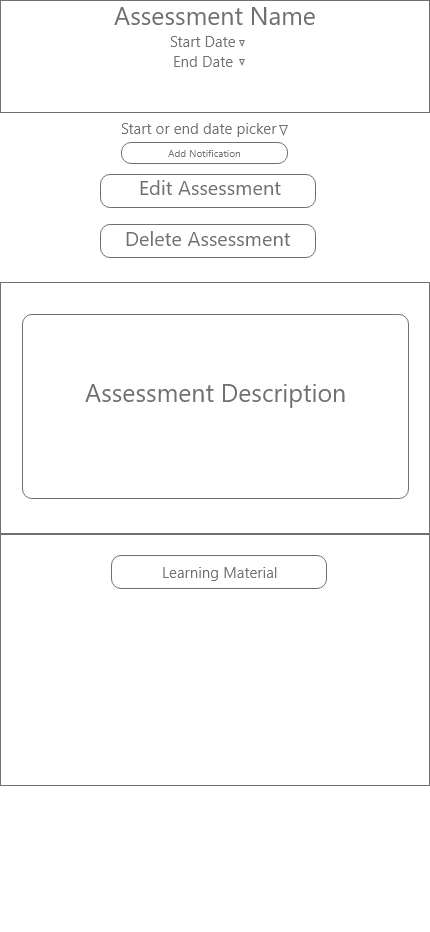 Assessment Name
Start Date
End Date
Start or end date picker
Add Notification
Edit Assessment
Delete Assessment
Assessment Description
Learning Material